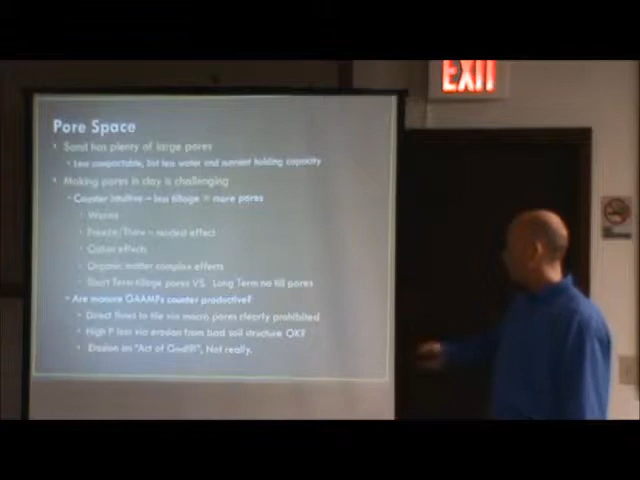 EXIT
Pore Space
Sand has plenty of large pores
Less compactable, but less water and nutrient holding capacity
Making pores in clay is challenging
Counter intuitive – less tillage = more pores
Worms
Freeze/Thaw – mixed effect
Cation effects
Organic matter complex effects
Short Term tillage pores VS. Long Term no till pores
Are manure GAAMPs counter productive?
Direct flows to tile via macro pores clearly prohibited
High P loss via erosion from bad soil structure OK?
Erosion an "Act of God?!", Not really.